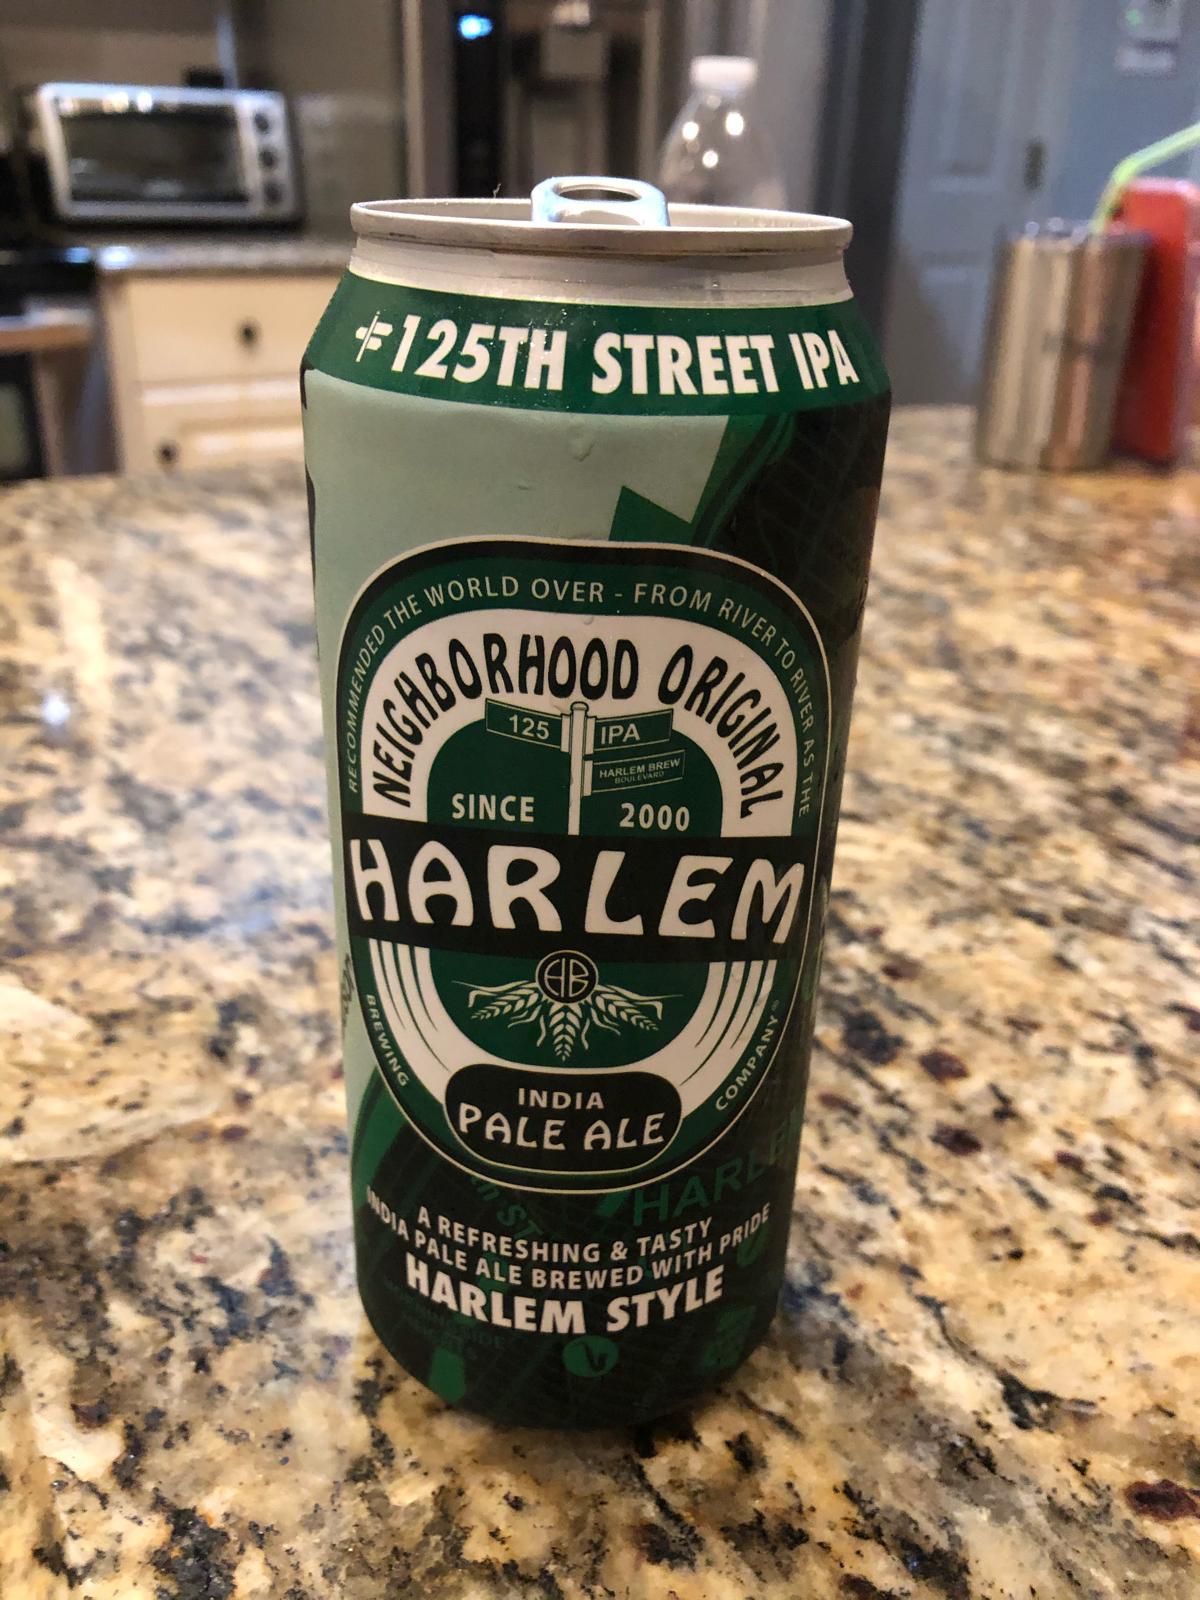 125TH STREET IPA
RECOMMENDED THE WORLD OVER - FROM RIVER TO RIVER AS THE
NEIGHBORHOOD ORIGINAL
125 IPA
HARLEM BREW
BOULEVARD
SINCE 2000
HARLEM
HB
BREWING COMPANY®
INDIA
PALE ALE
HARLEM
A REFRESHING & TASTY
INDIA PALE ALE BREWED WITH PRIDE
HARLEM STYLE